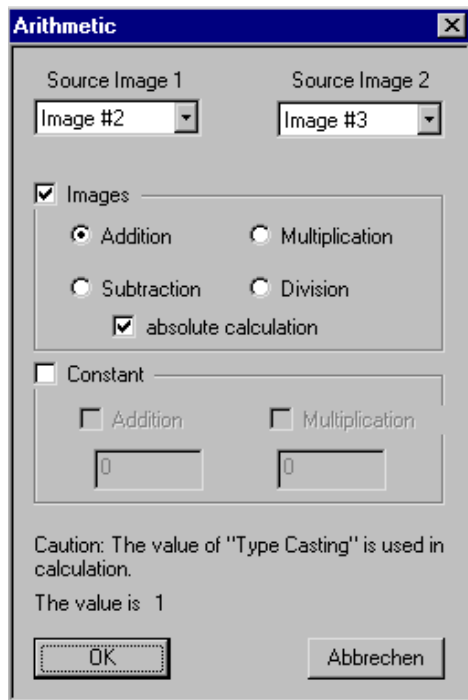 Arithmetic
Source Image 1
Source Image 2
Image #2
Image #3
Images
Addition
Multiplication
Subtraction
Division
absolute calculation
Constant
Addition
Multiplication
0
0
Caution: The value of "Type Casting" is used in
calculation.
The value is 1
OK
Abbrechen